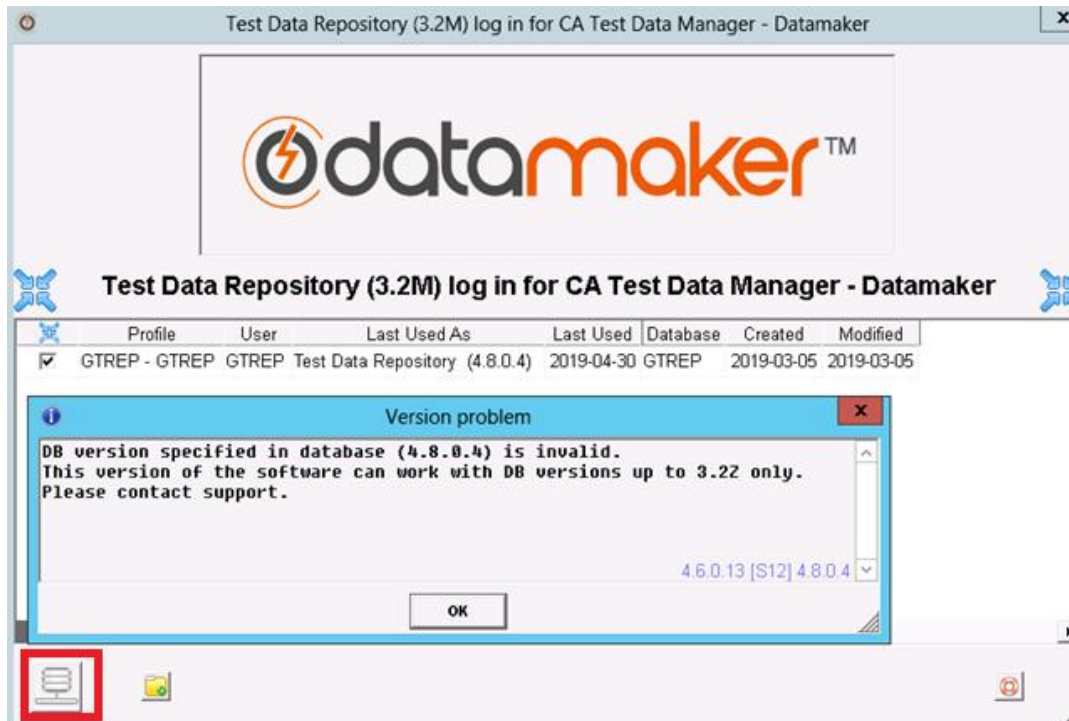 Test Data Repository (3.2M) log in for CA Test Data Manager - Datamaker
x
datamaker™
Test Data Repository (3.2M) log in for CA Test Data Manager - Datamaker
Profile User Last Used As Last Used Database Created Modified
GTREP - GTREP GTREP Test Data Repository (4.8.0.4) 2019-04-30 GTREP 2019-03-05 2019-03-05
Version problem
x
DB version specified in database (4.8.0.4) is invalid.
This version of the software can work with DB versions up to 3.2Z only.
Please contact support.
4.6.0.13 [S12] 4.8.0.4
OK